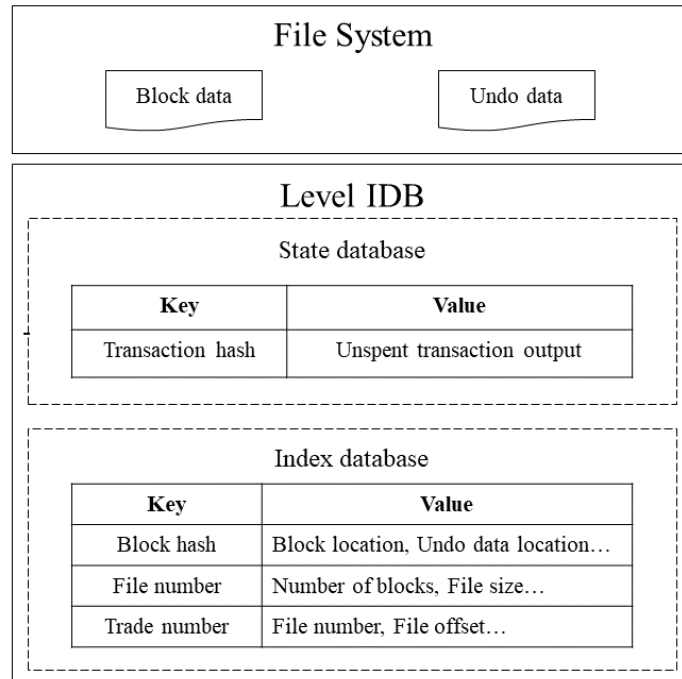 File System
Block data Undo data
Level IDB
State database
Key Value
Transaction hash Unspent transaction output
Index database
Key Value
Block hash Block location, Undo data location…
File number Number of blocks, File size…
Trade number File number, File offset…